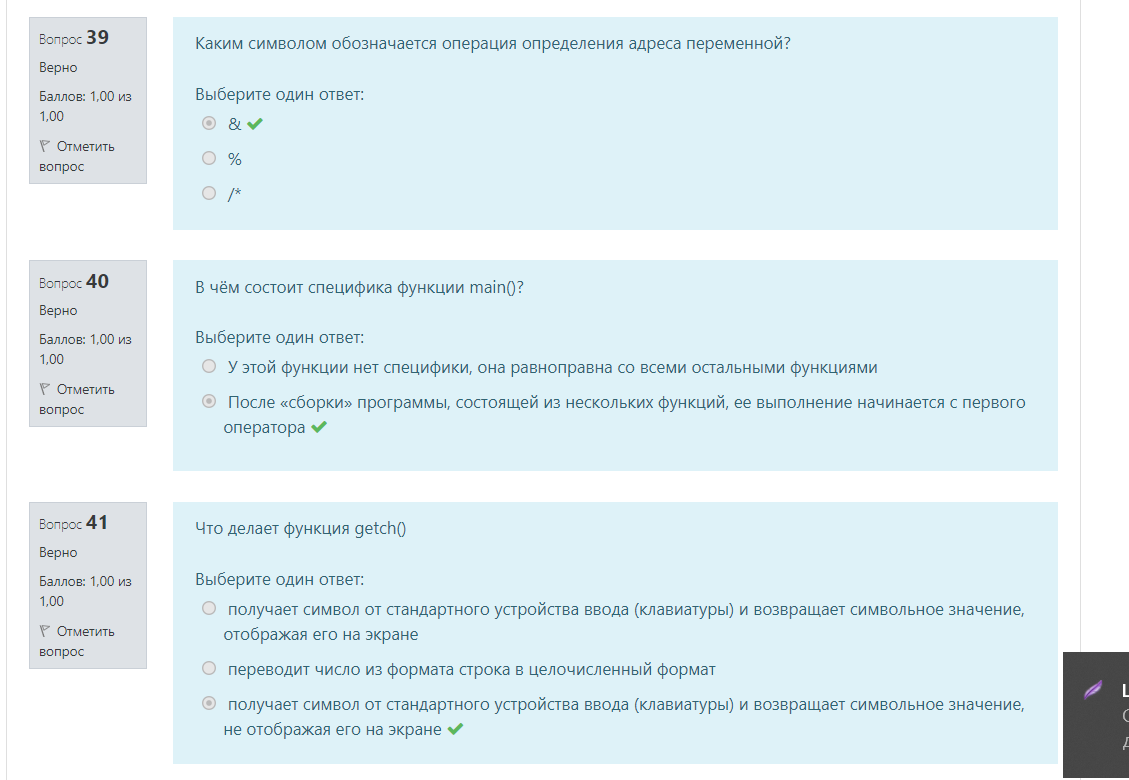 Вопрос 39
Верно
Баллов: 1,00 из
1,00
Отметить
вопрос
Каким символом обозначается операция определения адреса переменной?
Выберите один ответ:
&
%
/*
Вопрос 40
Верно
Баллов: 1,00 из
1,00
Отметить
вопрос
В чём состоит специфика функции main()?
Выберите один ответ:
У этой функции нет специфики, она равноправна со всеми остальными функциями
После «сборки» программы, состоящей из нескольких функций, ее выполнение начинается с первого
оператора
Вопрос 41
Верно
Баллов: 1,00 из
1,00
Отметить
вопрос
Что делает функция getch()
Выберите один ответ:
получает символ от стандартного устройства ввода (клавиатуры) и возвращает символьное значение,
отображая его на экране
переводит число из формата строка в целочисленный формат
получает символ от стандартного устройства ввода (клавиатуры) и возвращает символьное значение,
не отображая его на экране